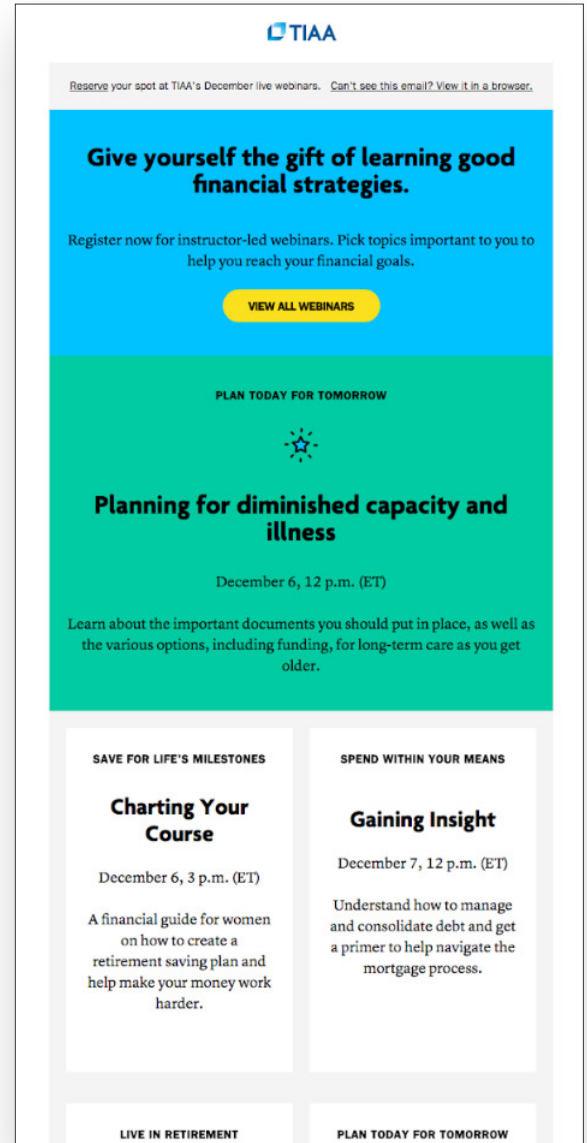 TIAA
Reserve your spot at TIAA's December live webinars. Can't see this email? View it in a browser.
Give yourself the gift of learning good
financial strategies.
Register now for instructor-led webinars. Pick topics important to you to
help you reach your financial goals.
VIEW ALL WEBINARS
PLAN TODAY FOR TOMORROW
Planning for diminished capacity and
illness
December 6, 12 p.m. (ET)
Learn about the important documents you should put in place, as well as
the various options, including funding, for long-term care as you get
older.
SAVE FOR LIFE'S MILESTONES
Charting Your
Course
December 6, 3 p.m. (ET)
A financial guide for women
on how to create a
retirement saving plan and
help make your money work
harder.
SPEND WITHIN YOUR MEANS
Gaining Insight
December 7, 12 p.m. (ET)
Understand how to manage
and consolidate debt and get
a primer to help navigate the
mortgage process.
LIVE IN RETIREMENT
PLAN TODAY FOR TOMORROW